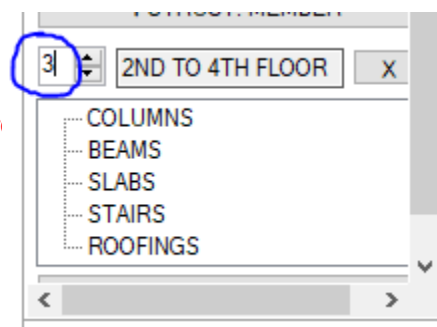 3 2ND TO 4TH FLOOR X
COLUMNS
BEAMS
SLABS
STAIRS
ROOFINGS